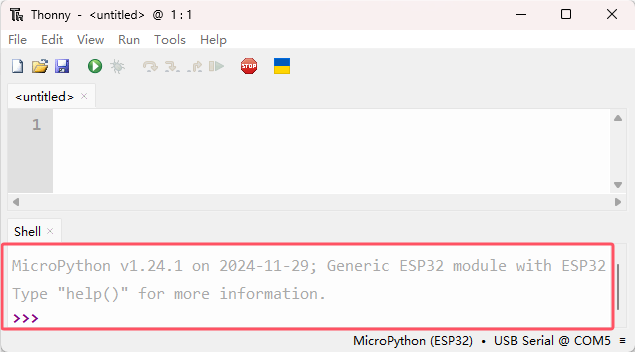 Thonny - <untitled> @ 1 : 1
File Edit View Run Tools Help
STOP
<untitled> ×
1
Shell ×
MicroPython v1.24.1 on 2024-11-29; Generic ESP32 module with ESP32
Type "help()" for more information.
>>>
MicroPython (ESP32) • USB Serial @ COM5 ≡